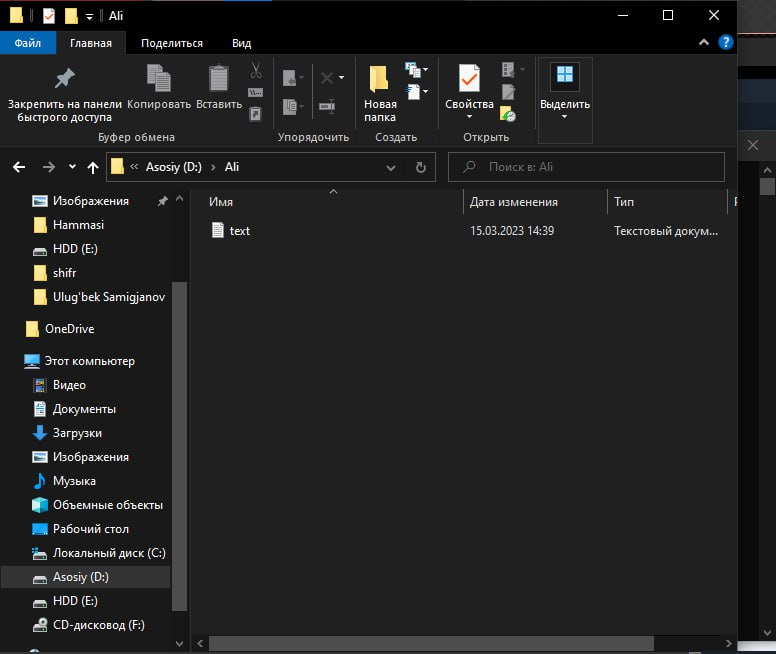 Ali
Файл
Главная
Поделиться
Вид
Закрепить на панели
быстрого доступа
Копировать
Вставить
Новая
папка
Свойства
Выделить
Буфер обмена
Упорядочить
Создать
Открыть
« Asosiy (D:) › Ali
Поиск в: Ali
Изображения
Hammasi
HDD (E:)
shifr
Ulug'bek Samigjanov
OneDrive
Этот компьютер
Видео
Документы
Загрузки
Изображения
Музыка
Объемные объекты
Рабочий стол
Локальный диск (C:)
Asosiy (D:)
HDD (E:)
CD-дисковод (F:)
Имя
Дата изменения
Тип
text
15.03.2023 14:39
Текстовый докум...